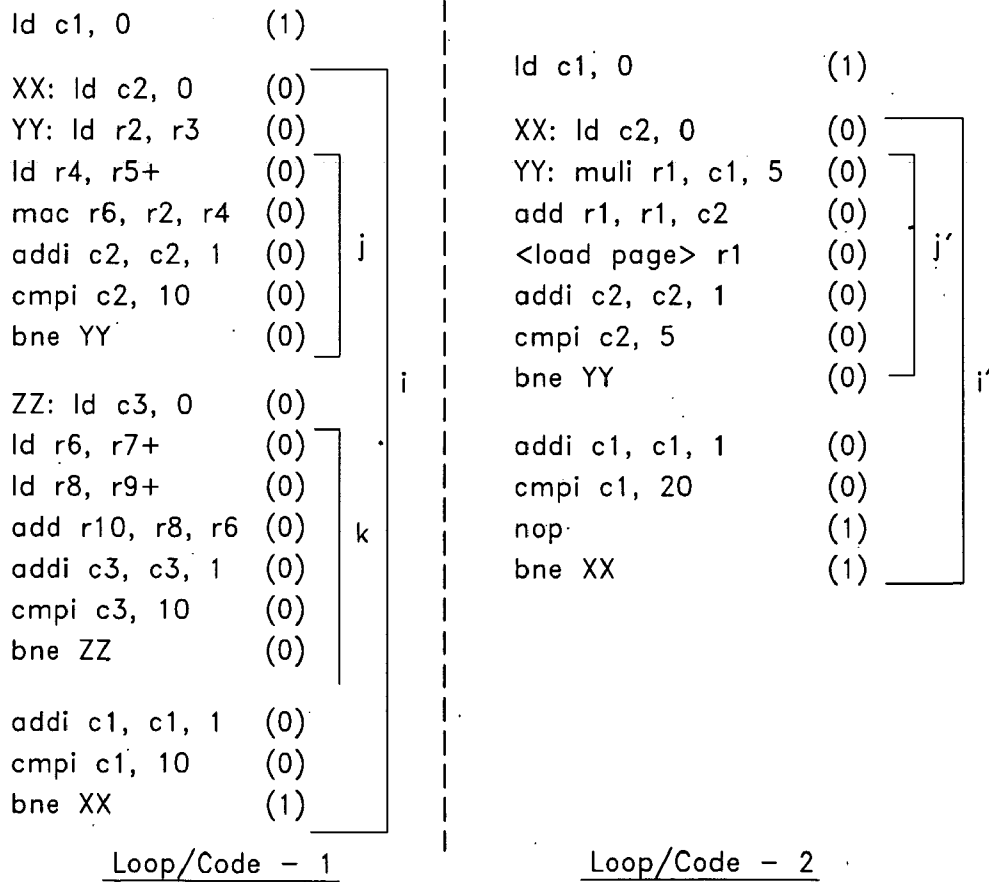 ld c1, 0 (1)
XX: ld c2, 0 (0)
YY: ld r2, r3 (0)
ld r4, r5+ (0)
mac r6, r2, r4 (0)
addi c2, c2, 1 (0)
cmpi c2, 10 (0)
bne YY (0)
j
i
ZZ: ld c3, 0 (0)
ld r6, r7+ (0)
ld r8, r9+ (0)
add r10, r8, r6 (0)
addi c3, c3, 1 (0)
cmpi c3, 10 (0)
bne ZZ (0)
k
addi c1, c1, 1 (0)
cmpi c1, 10 (0)
bne XX (1)
Loop/Code - 1
ld c1, 0 (1)
XX: ld c2, 0 (0)
YY: muli r1, c1, 5 (0)
add r1, r1, c2 (0)
<load page> r1 (0)
addi c2, c2, 1 (0)
cmpi c2, 5 (0)
bne YY (0)
j′
i′
addi c1, c1, 1 (0)
cmpi c1, 20 (0)
nop (1)
bne XX (1)
Loop/Code - 2